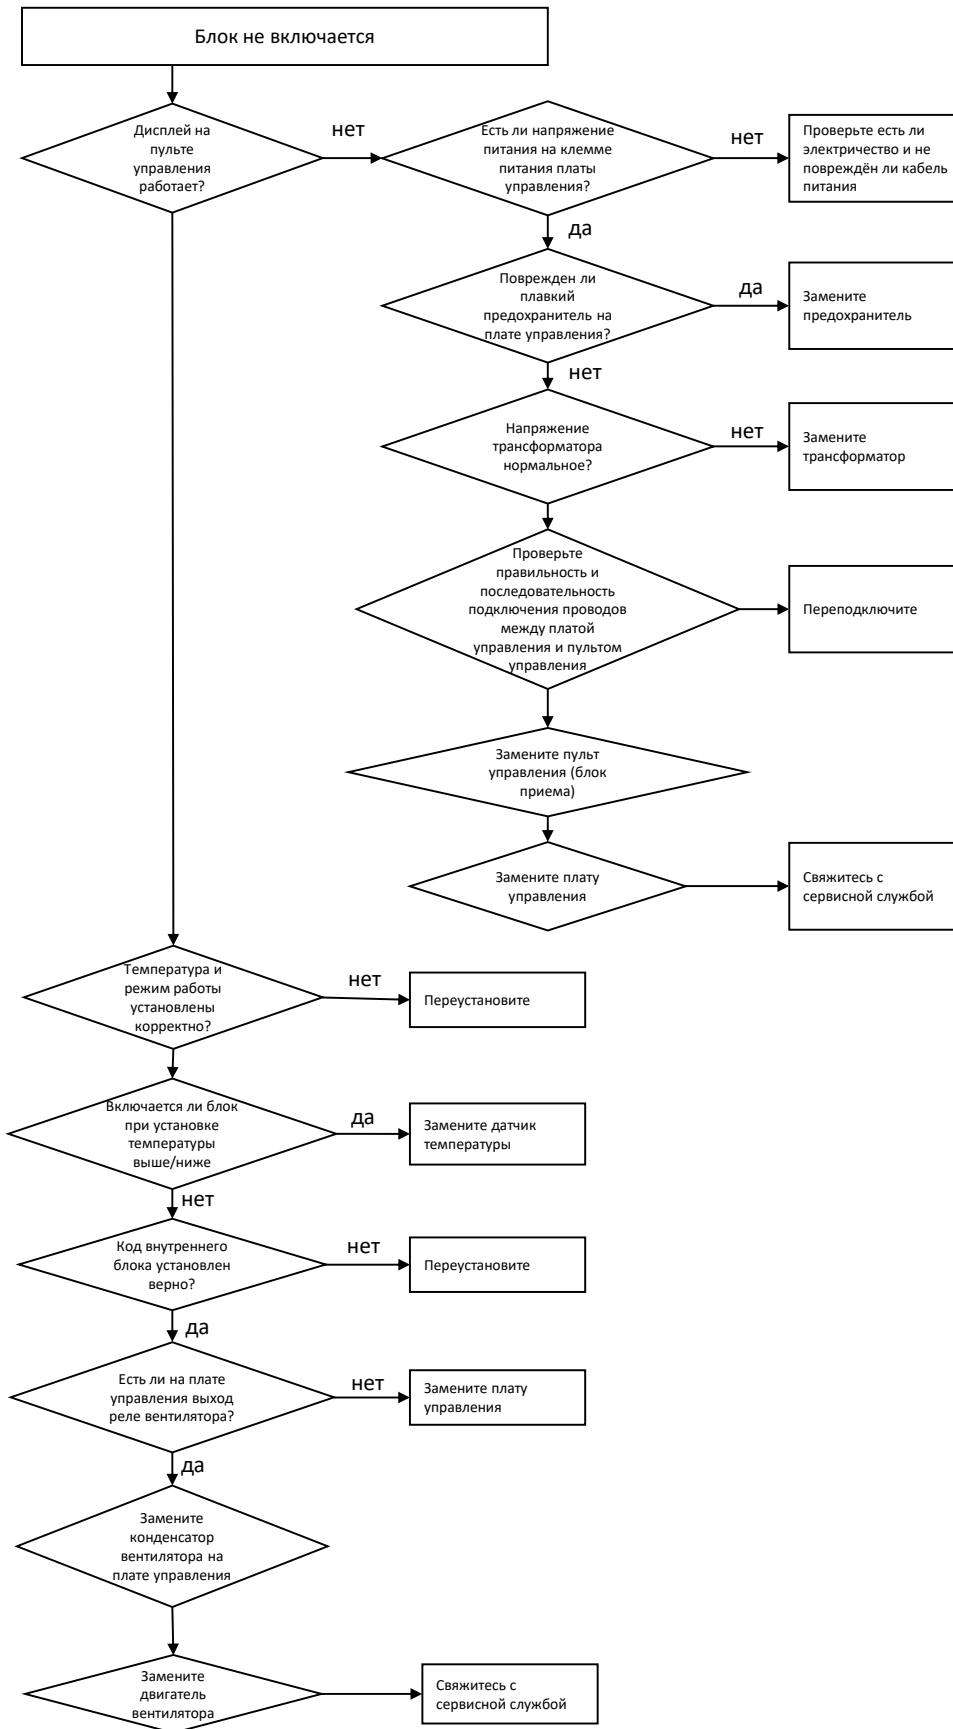 Блок не включается
Дисплей на
пульте
управления
работает?
нет
Есть ли напряжение
питания на клемме
питания платы
управления?
нет
Проверьте есть ли
электричество и не
повреждён ли кабель
питания
да
Поврежден ли
плавкий
предохранитель на
плате управления?
да
Замените
предохранитель
нет
Напряжение
трансформатора
нормальное?
нет
Замените
трансформатор
Проверьте
правильность и
последовательность
подключения проводов
между платой
управления и пультом
управления
Переподключите
Замените пульт
управления (блок
приема)
Замените плату
управления
Свяжитесь с
сервисной службой
Температура и
режим работы
установлены
корректно?
нет
Переустановите
Включается ли блок
при установке
температуры
выше/ниже
да
Замените датчик
температуры
нет
Код внутреннего
блока установлен
верно?
нет
Переустановите
да
Есть ли на плате
управления выход
реле вентилятора?
нет
Замените плату
управления
да
Замените
конденсатор
вентилятора на
плате управления
Замените
двигатель
вентилятора
Свяжитесь с
сервисной службой